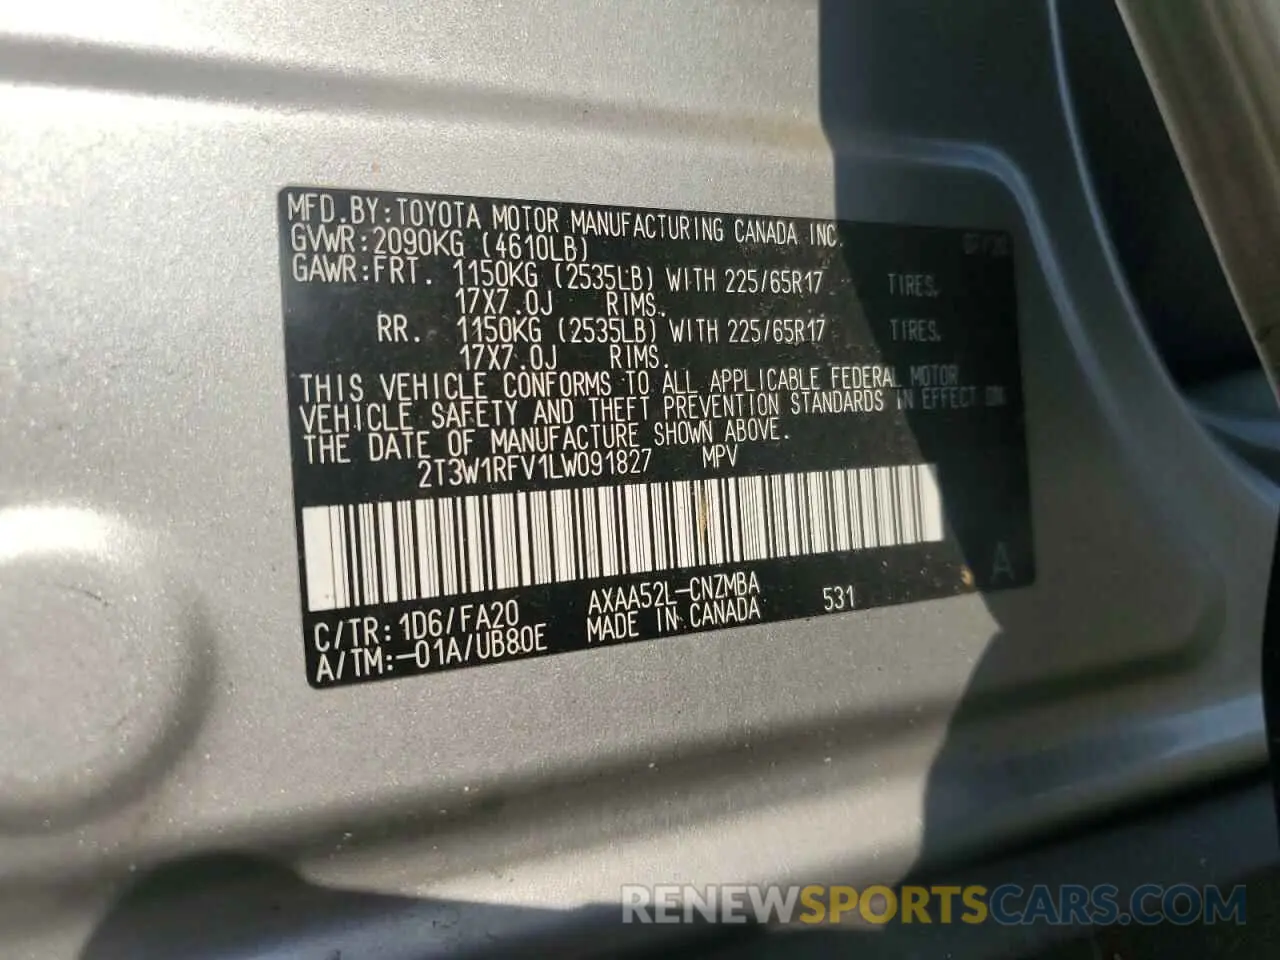 MFD.BY:TOYOTA MOTOR MANUFACTURING CANADA INC.
GVWR:2090KG (4610LB)
GAWR:FRT. 1150KG (2535LB) WITH 225/65R17 TIRES.
17X7.0J RIMS.
RR. 1150KG (2535LB) WITH 225/65R17 TIRES.
17X7.0J RIMS.
THIS VEHICLE CONFORMS TO ALL APPLICABLE FEDERAL MOTOR
VEHICLE SAFETY AND THEFT PREVENTION STANDARDS IN EFFECT ON
THE DATE OF MANUFACTURE SHOWN ABOVE.
2T3W1RFV1LW091827 MPV
C/TR:1D6/FA20 AXAA52L-CNZMBA 531 A
A/TM:-01A/UB80E MADE IN CANADA
RENEWSPORTSCARS.COM